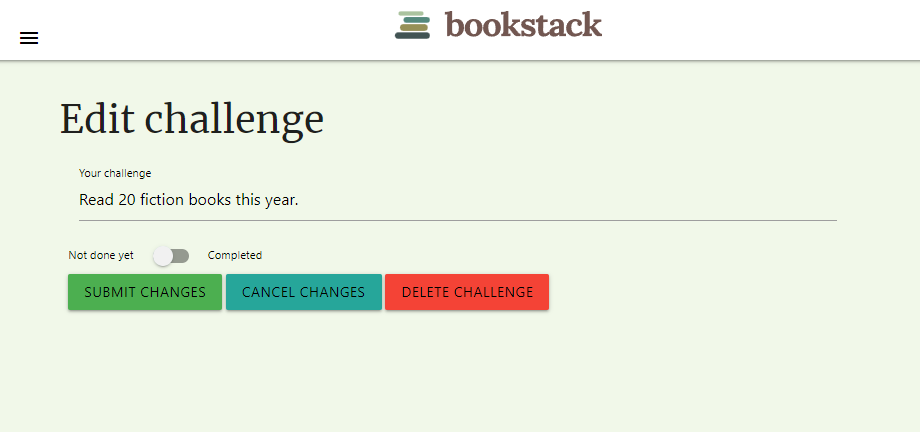 bookstack
Edit challenge
Your challenge
Read 20 fiction books this year.
Not done yet Completed
SUBMIT CHANGES CANCEL CHANGES DELETE CHALLENGE